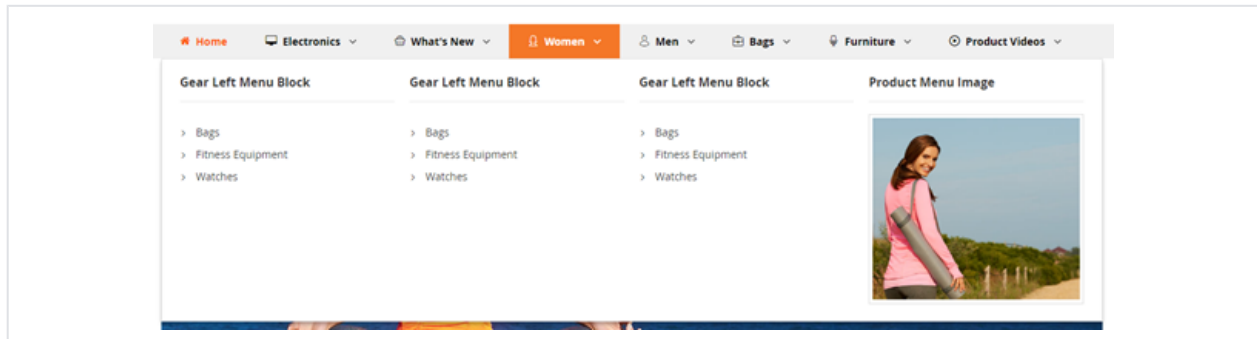 Home Electronics What's New Women Men Bags Furniture Product Videos
Gear Left Menu Block Gear Left Menu Block Gear Left Menu Block Product Menu Image
Bags Bags Bags
Fitness Equipment Fitness Equipment Fitness Equipment
Watches Watches Watches